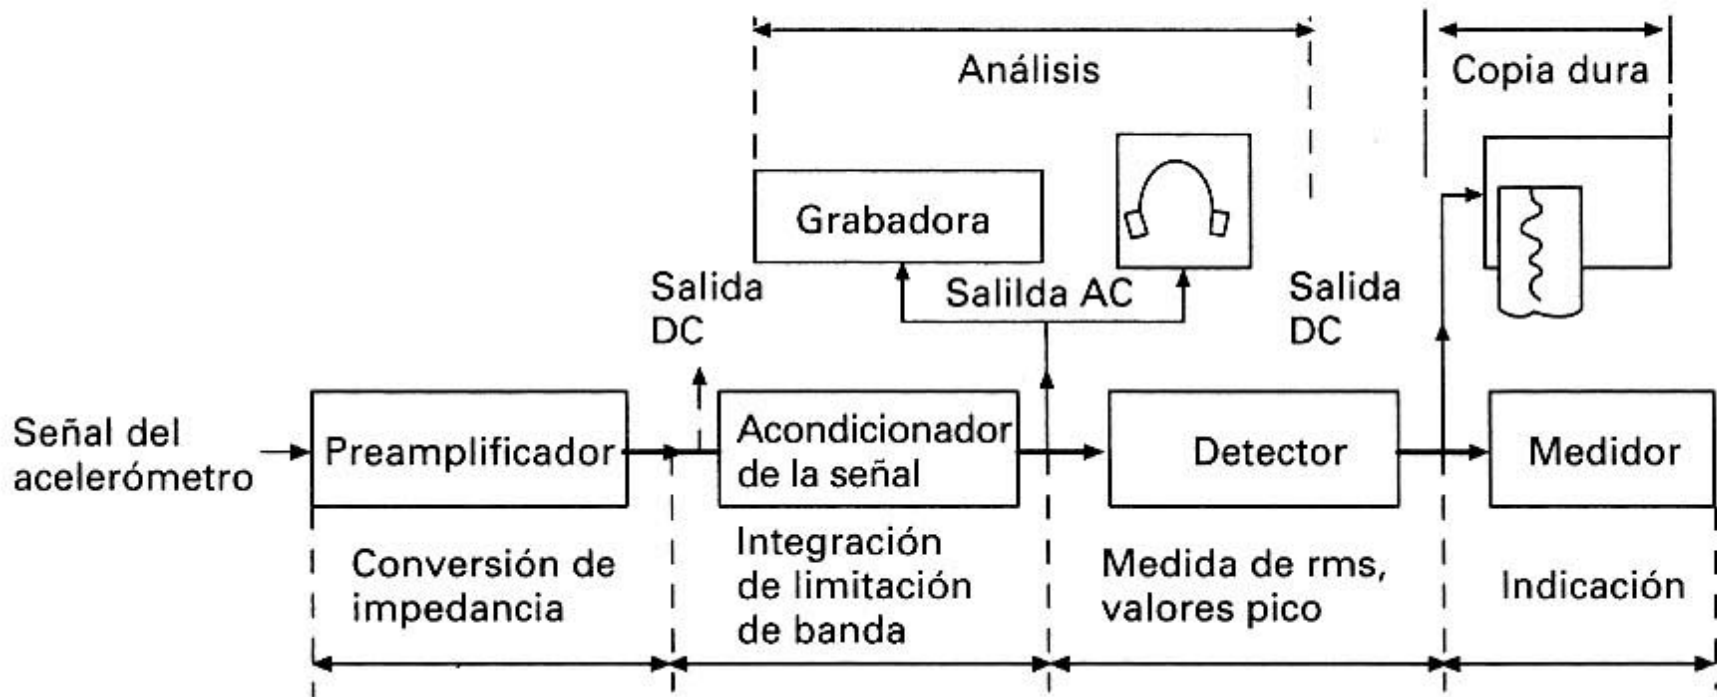 Análisis
Copia dura
Grabadora
Salida
DC
Salilda AC
Salida
DC
Señal del
acelerómetro
Preamplificador
Acondicionador
de la señal
Detector
Medidor
Conversión de
impedancia
Integración
de limitación
de banda
Medida de rms,
valores pico
Indicación